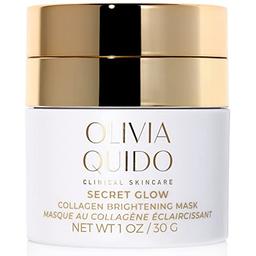 OLIVIA
QUIDO
CLINICAL SKINCARE
SECRET GLOW
COLLAGEN BRIGHTENING MASK
MASQUE AU COLLAGÈNE ÉCLAIRCISSANT
NET WT 1 OZ/30 G